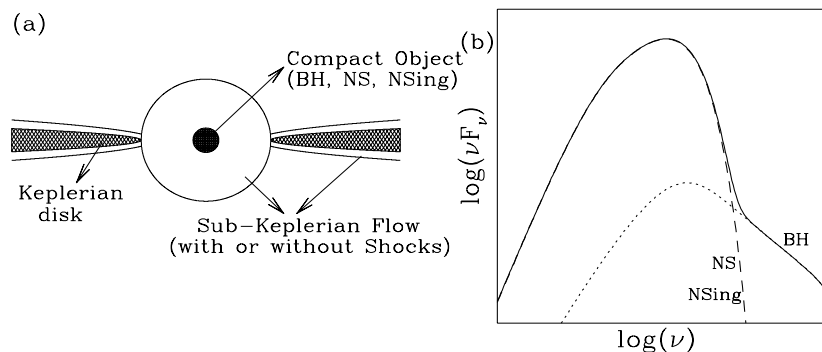 (a)
Compact Object
(BH, NS, NSing)
Keplerian
disk
Sub-Keplerian Flow
(with or without Shocks)
(b)
log(νFν)
BH
NS
NSing
log(ν)